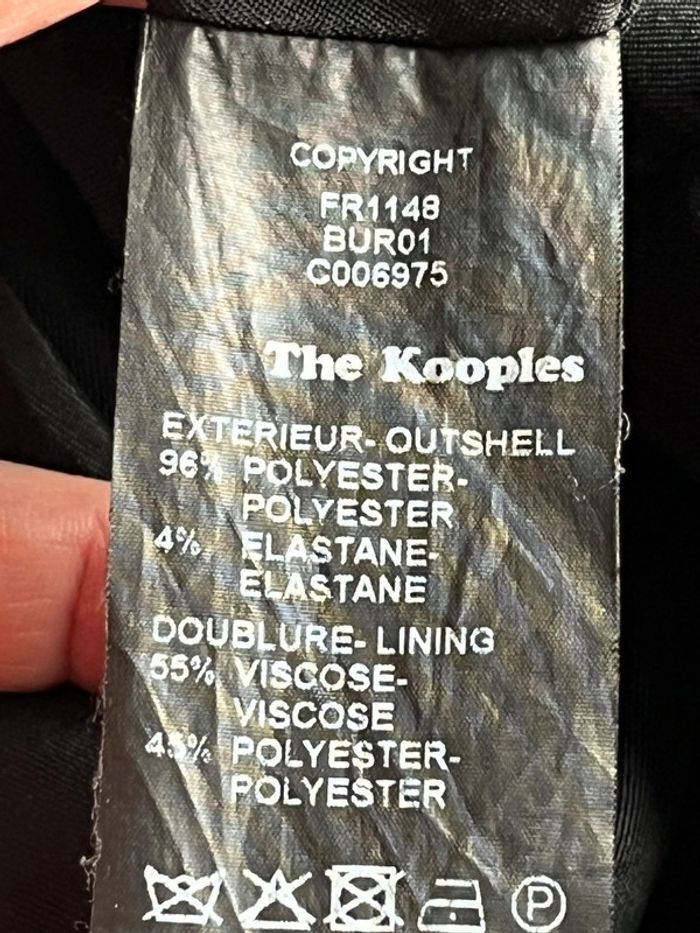 COPYRIGHT
FR1148
BUR01
C006975
The Kooples
EXTERIEUR- OUTSHELL
96% POLYESTER-
POLYESTER
4% ELASTANE-
ELASTANE
DOUBLURE- LINING
55% VISCOSE-
VISCOSE
45% POLYESTER-
POLYESTER
P